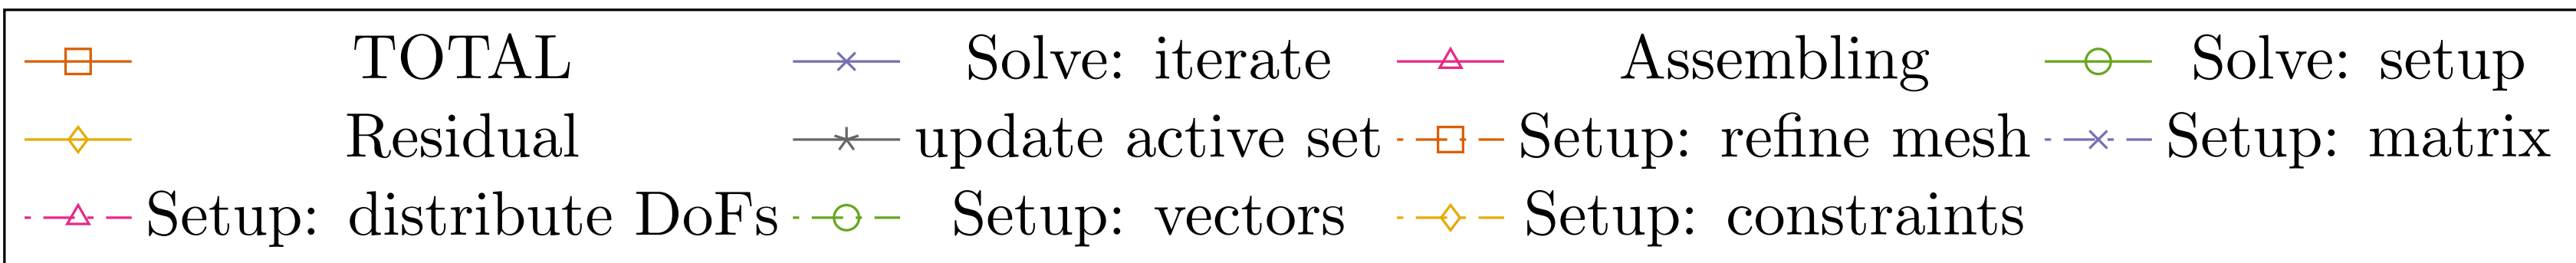 TOTAL Solve: iterate Assembling Solve: setup
Residual update active set Setup: refine mesh Setup: matrix
Setup: distribute DoFs Setup: vectors Setup: constraints